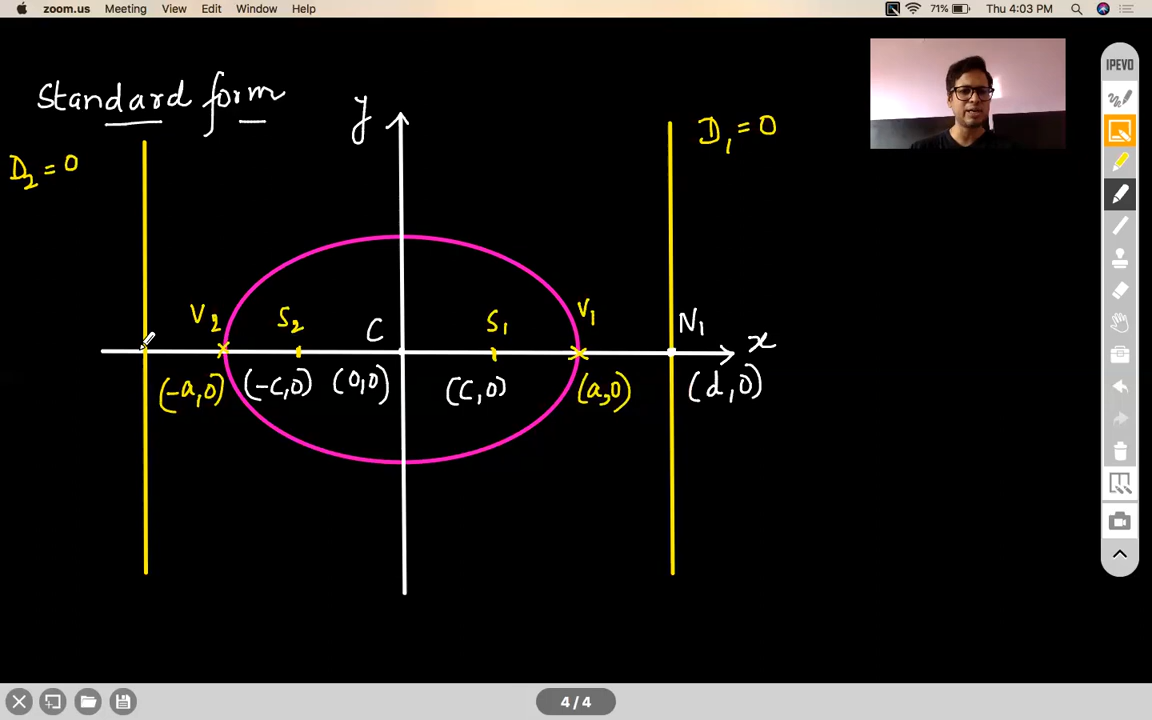 zoom.us Meeting View Edit Window Help
71% Thu 4:03 PM
IPEVO
Standard form
y
D₁ = 0
D₂ = 0
V₂ S₂ C S₁ V₁ N₁ x
(-a,0) (-c,0) (0,0) (c,0) (a,0) (d,0)
4 / 4